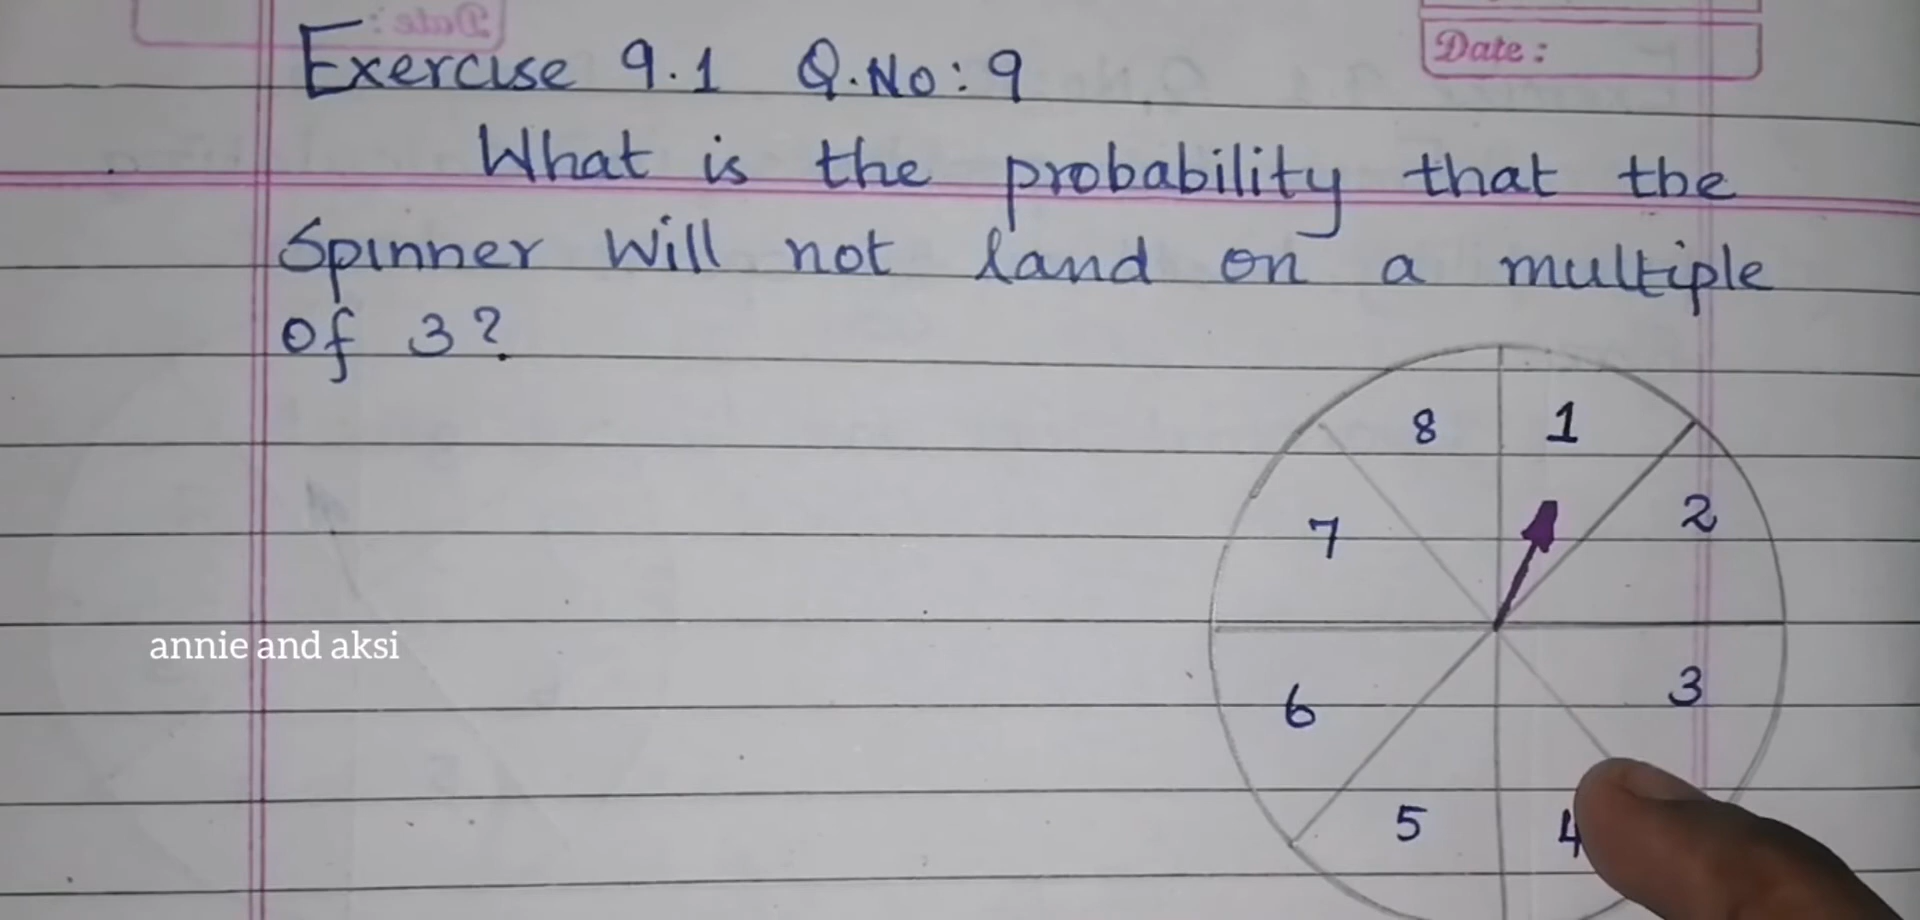 Date:
Date:
Exercise 9.1 Q.No:9
What is the probability that the
Spinner will not land on a multiple
of 3?
8 1
7 2
6 3
5 4
annie and aksi